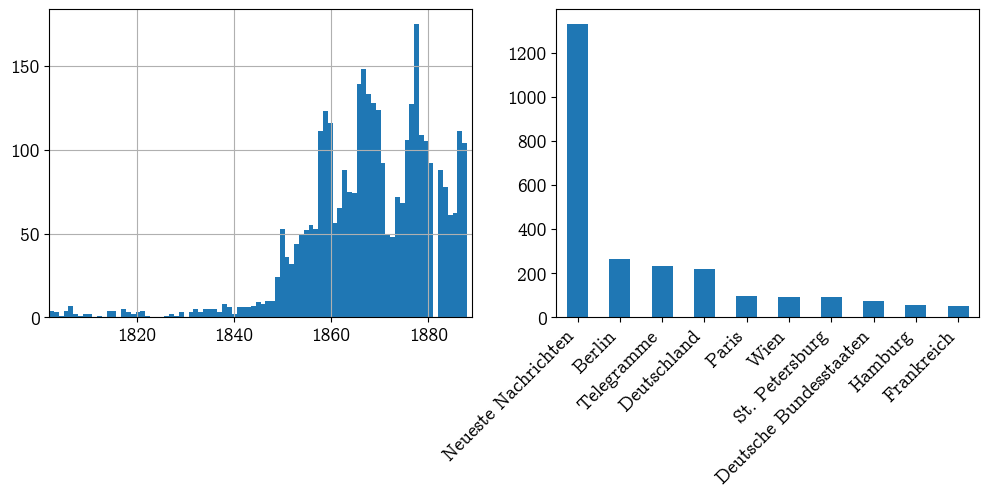 150
100
50
0
1820 1840 1860 1880
1200
1000
800
600
400
200
0
Neueste Nachrichten
Berlin
Telegramme
Deutschland
Paris
Wien
St. Petersburg
Deutsche Bundesstaaten
Hamburg
Frankreich